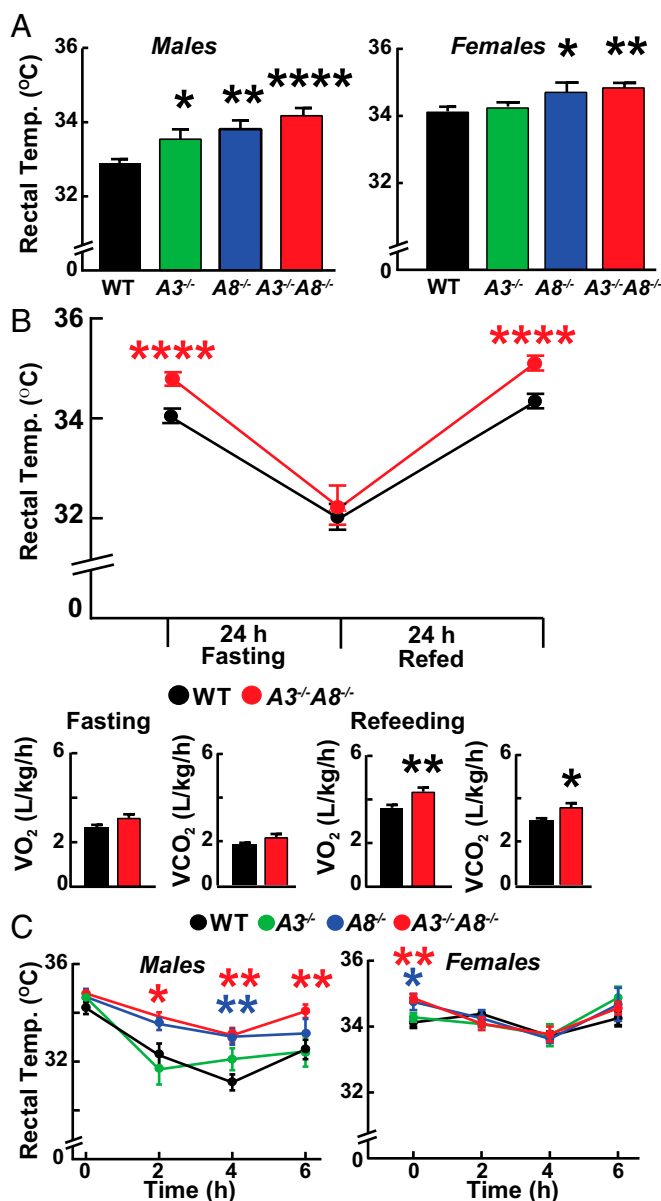 A
Males
Females
* ** ****
* **
Rectal Temp. (°C)
36
34
32
0
36
34
32
0
WT A3-/- A8-/- A3-/-A8-/-
WT A3-/- A8-/- A3-/-A8-/-
B
Rectal Temp. (°C)
36
34
32
0
**** ****
24 h 24 h
Fasting Refed
WT A3-/-A8-/-
Fasting Refeeding
VO2 (L/kg/h)
6
2
0
VCO2 (L/kg/h)
6
2
0
VO2 (L/kg/h)
6
2
0
**
VCO2 (L/kg/h)
6
2
0
*
WT A3-/- A8-/- A3-/-A8-/-
C
Males
Females
Rectal Temp. (°C)
36
32
0
* ** **
**
36
34
32
0
**
*
0 2 4 6
0 2 4 6
Time (h) Time (h)